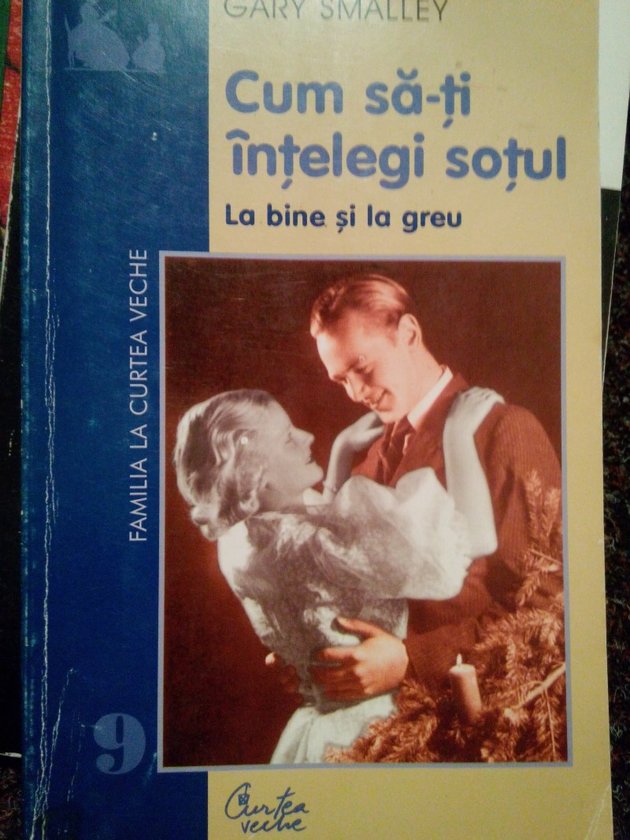 GARY SMALLEY
Cum să-ți
înțelegi soțul
La bine și la greu
FAMILIA LA CURTEA VECHE
9
Curtea
veche